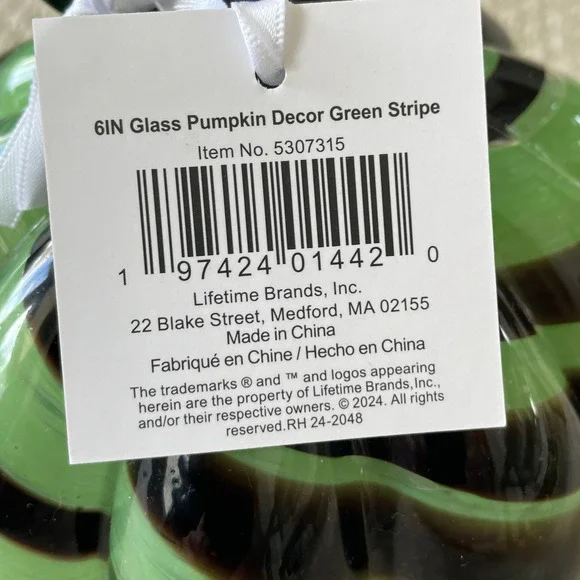 6IN Glass Pumpkin Decor Green Stripe
Item No. 5307315
1 97424 01442 0
Lifetime Brands, Inc.
22 Blake Street, Medford, MA 02155
Made in China
Fabriqué en Chine / Hecho en China
The trademarks ® and ™ and logos appearing
herein are the property of Lifetime Brands,Inc.,
and/or their respective owners. © 2024. All rights
reserved.RH 24-2048